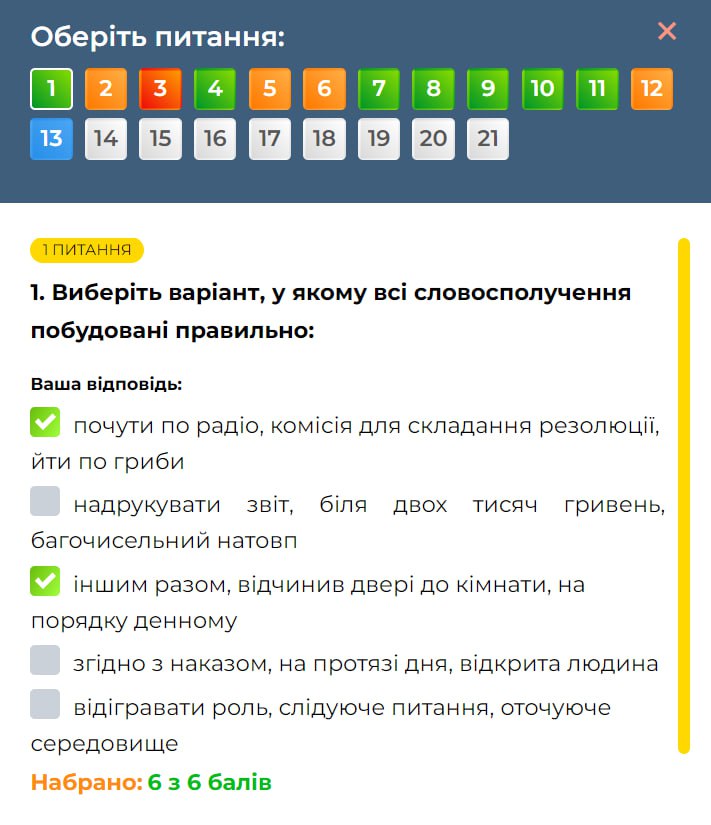 Оберіть питання:
×
1 2 3 4 5 6 7 8 9 10 11 12
13 14 15 16 17 18 19 20 21
1 ПИТАННЯ
1. Виберіть варіант, у якому всі словосполучення
побудовані правильно:
Ваша відповідь:
почути по радіо, комісія для складання резолюції,
йти по гриби
надрукувати звіт, біля двох тисяч гривень,
багочисельний натовп
іншим разом, відчинив двері до кімнати, на
порядку денному
згідно з наказом, на протязі дня, відкрита людина
відігравати роль, слідуюче питання, оточуюче
середовище
Набрано: 6 з 6 балів